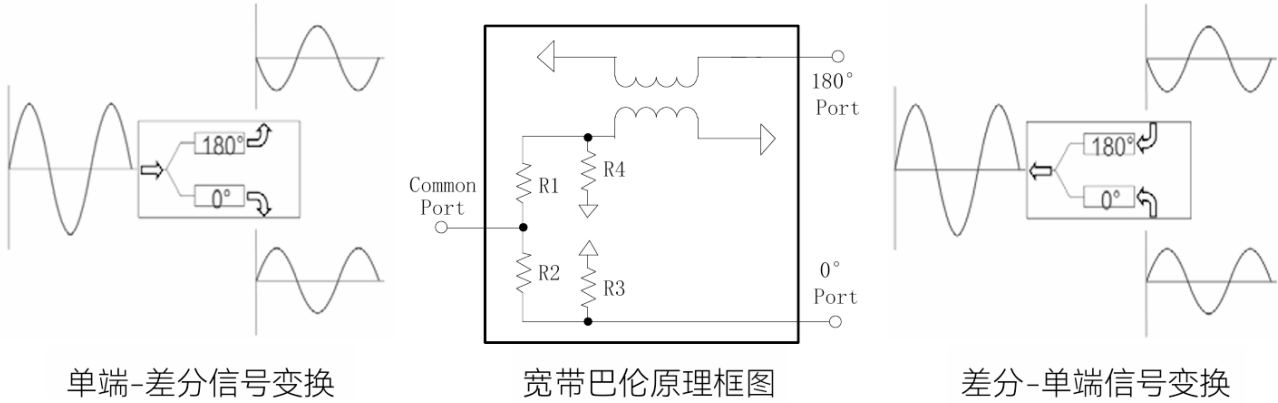 180°
0°
180°
Port
Common
Port
R1
R4
R2
R3
0°
Port
180°
0°
单端-差分信号变换
宽带巴伦原理框图
差分-单端信号变换